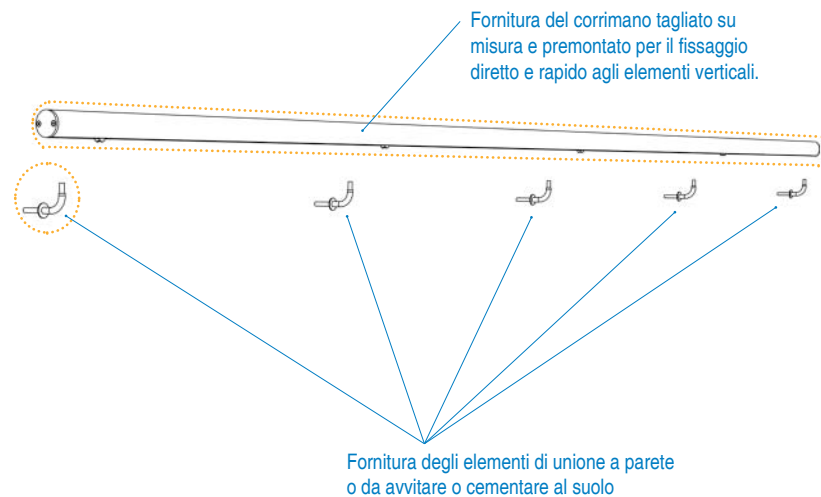 Fornitura del corrimano tagliato su
misura e premontato per il fissaggio
diretto e rapido agli elementi verticali.
Fornitura degli elementi di unione a parete
o da avvitare o cementare al suolo